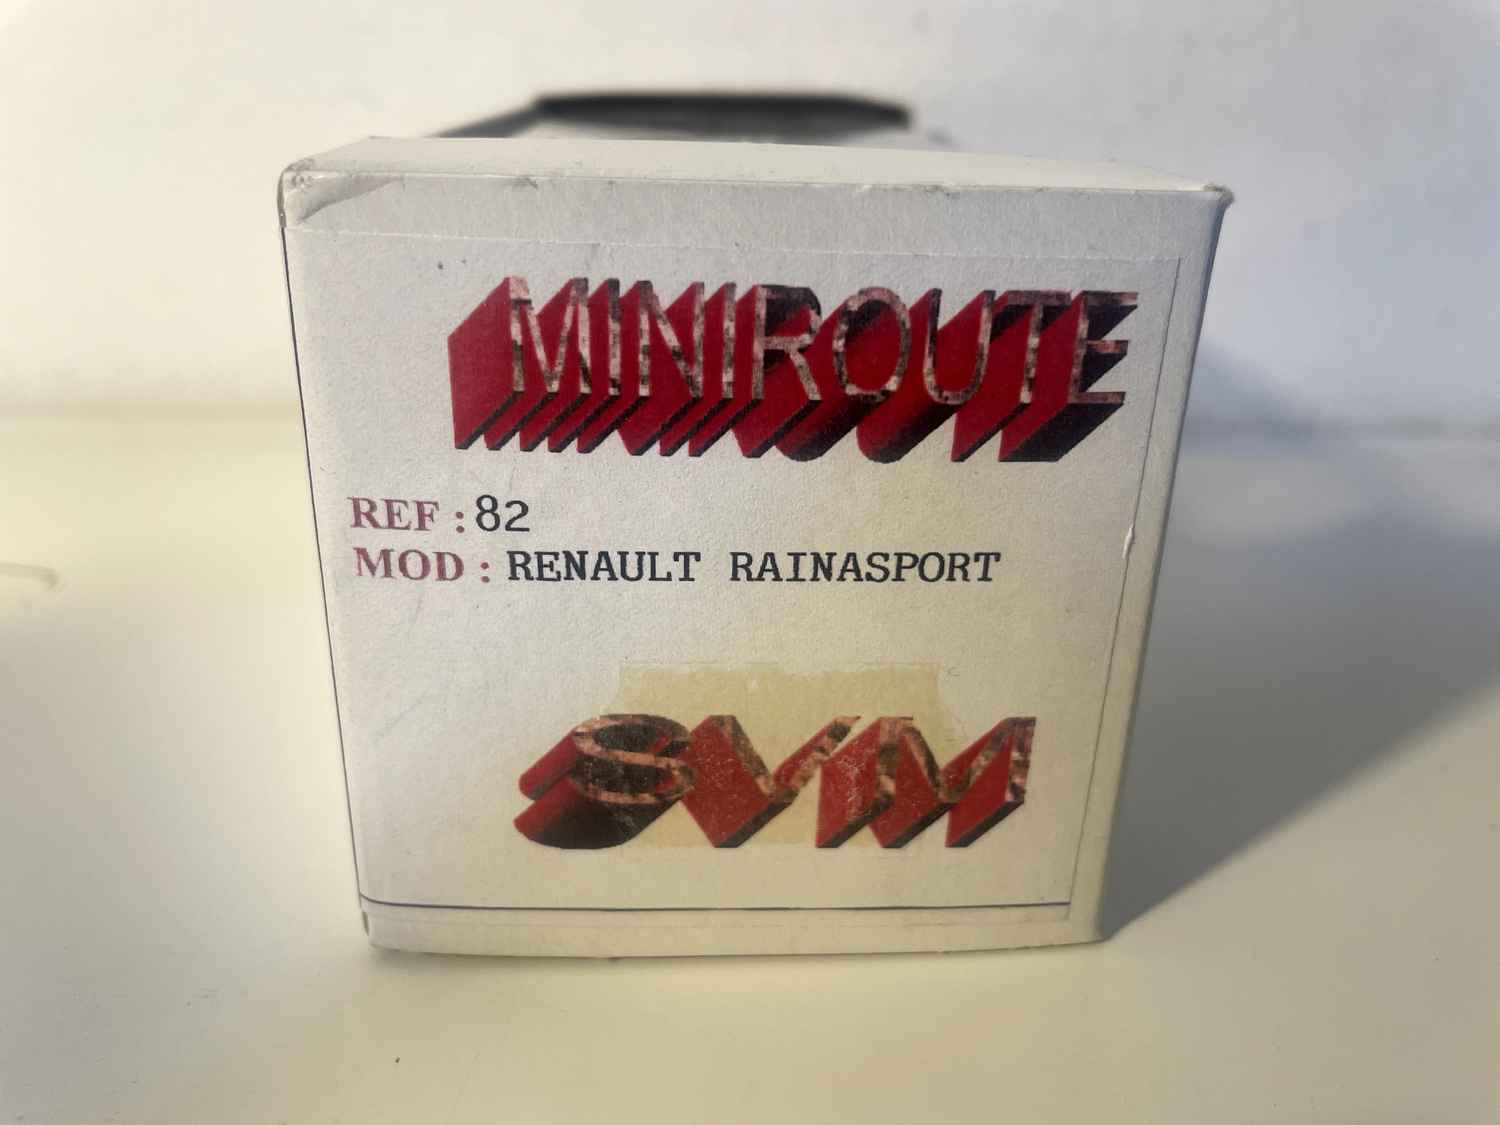 MINIROUTE
REF : 82
MOD : RENAULT RAINASPORT
SVM